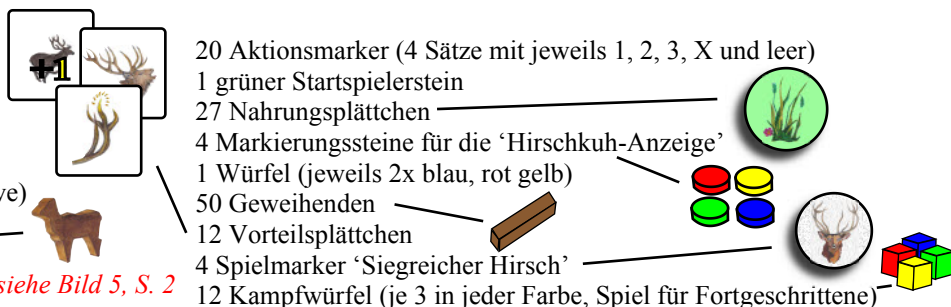 +1
20 Aktionsmarker (4 Sätze mit jeweils 1, 2, 3, X und leer)
1 grüner Startspielerstein
27 Nahrungsplättchen
4 Markierungssteine für die ‘Hirschkuh-Anzeige’
1 Würfel (jeweils 2x blau, rot gelb)
ve)
50 Geweihenden
12 Vorteilsplättchen
4 Spielmarker ‘Siegreicher Hirsch’
siehe Bild 5, S. 2
12 Kampfwürfel (je 3 in jeder Farbe, Spiel für Fortgeschrittene)